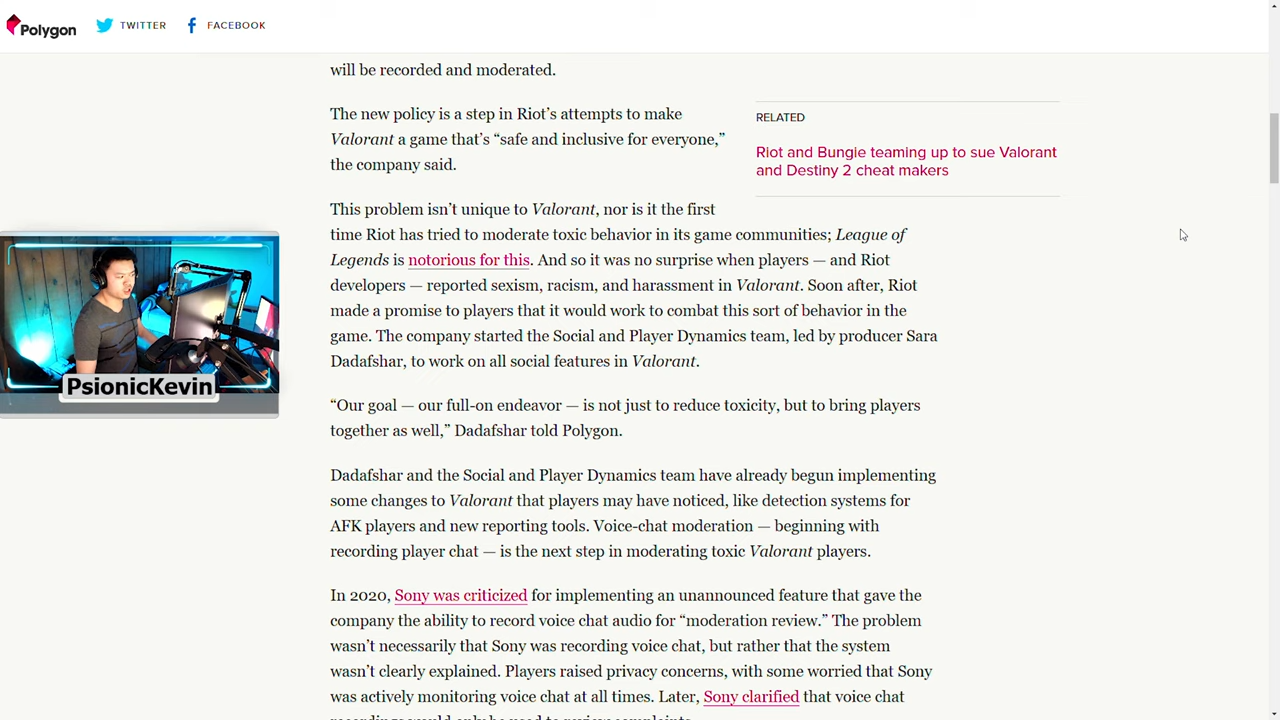 Polygon
TWITTER
FACEBOOK
will be recorded and moderated.
The new policy is a step in Riot’s attempts to make
Valorant a game that’s “safe and inclusive for everyone,”
the company said.
RELATED
Riot and Bungie teaming up to sue Valorant
and Destiny 2 cheat makers
This problem isn’t unique to Valorant, nor is it the first
time Riot has tried to moderate toxic behavior in its game communities; League of
Legends is notorious for this. And so it was no surprise when players — and Riot
developers — reported sexism, racism, and harassment in Valorant. Soon after, Riot
made a promise to players that it would work to combat this sort of behavior in the
game. The company started the Social and Player Dynamics team, led by producer Sara
Dadafshar, to work on all social features in Valorant.
PsionicKevin
“Our goal — our full-on endeavor — is not just to reduce toxicity, but to bring players
together as well,” Dadafshar told Polygon.
Dadafshar and the Social and Player Dynamics team have already begun implementing
some changes to Valorant that players may have noticed, like detection systems for
AFK players and new reporting tools. Voice-chat moderation — beginning with
recording player chat — is the next step in moderating toxic Valorant players.
In 2020, Sony was criticized for implementing an unannounced feature that gave the
company the ability to record voice chat audio for “moderation review.” The problem
wasn’t necessarily that Sony was recording voice chat, but rather that the system
wasn’t clearly explained. Players raised privacy concerns, with some worried that Sony
was actively monitoring voice chat at all times. Later, Sony clarified that voice chat
recordings would only be used to review complaints.